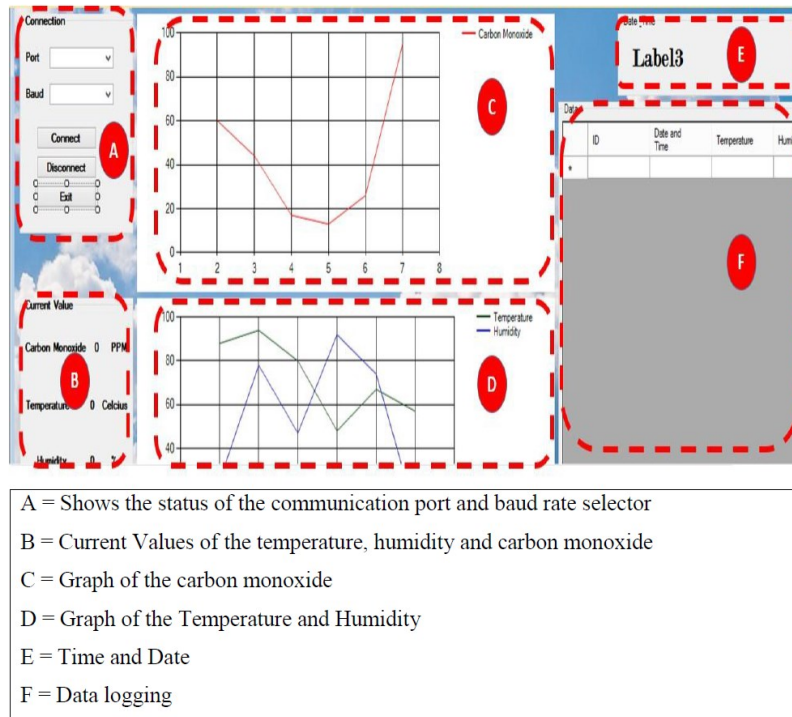 Connection
Port
Baud
Connect
Disconnect
Exit
A
Current Value
Carbon Monoxide 0 PPM
Temperature 0 Celcius
Humidity 0 %
B
100
80
60
40
20
0
1 2 3 4 5 6 7 8
Carbon Monoxide
C
100
80
60
40
Temperature
Humidity
D
Date_Time
Label3
E
Data
ID Date and Temperature Humi
Time
*
F
A = Shows the status of the communication port and baud rate selector
B = Current Values of the temperature, humidity and carbon monoxide
C = Graph of the carbon monoxide
D = Graph of the Temperature and Humidity
E = Time and Date
F = Data logging